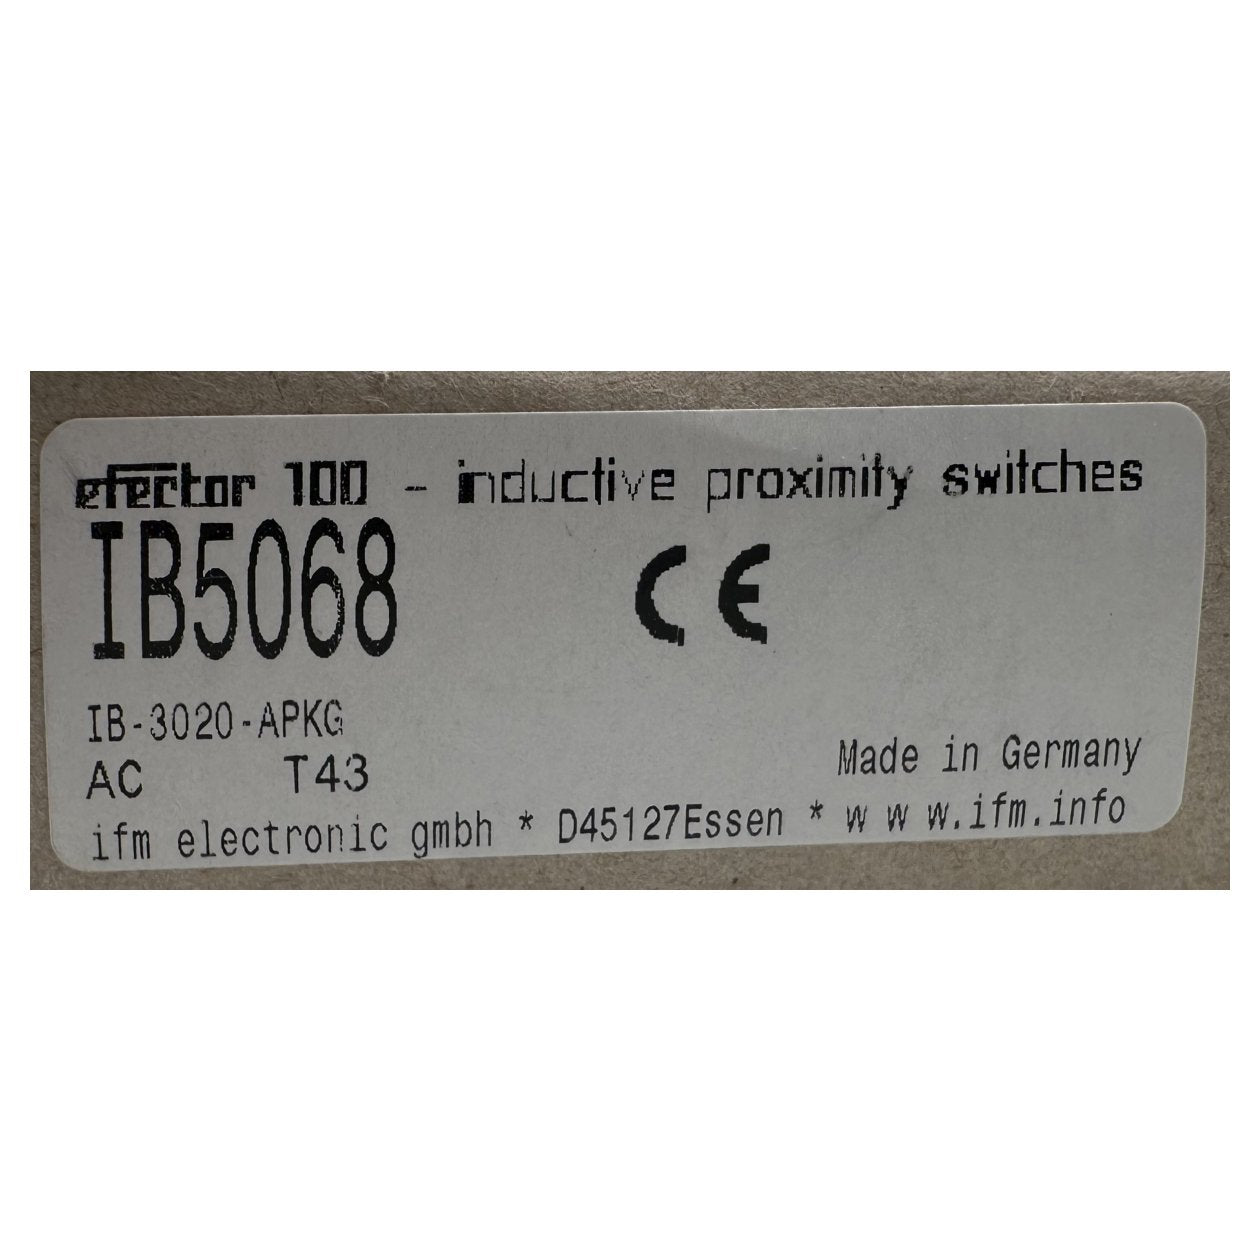 efector 100 - inductive proximity switches
IB5068
CE
IB-3020-APKG
AC T43
Made in Germany
ifm electronic gmbh * D45127Essen * w w w.ifm.info